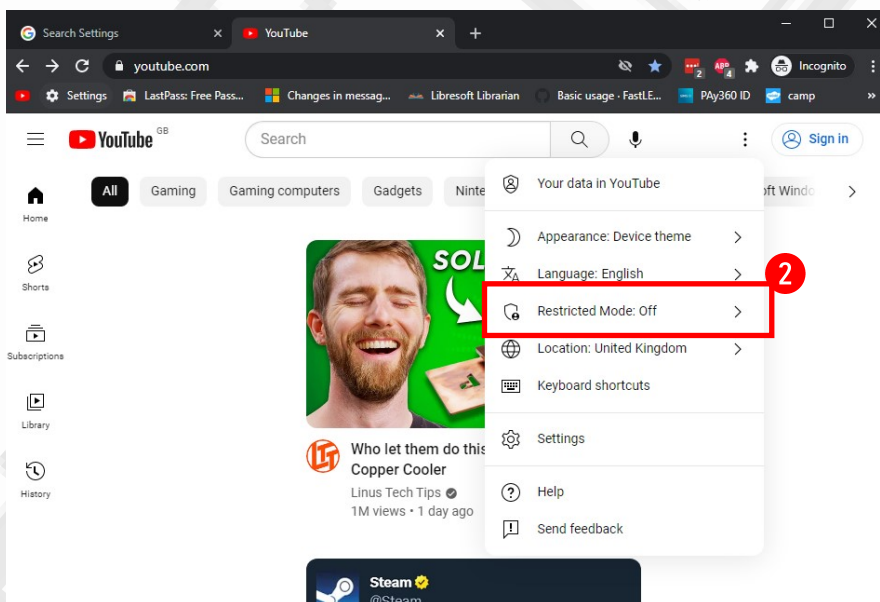 Search Settings
YouTube
youtube.com
2
ABP
4
Incognito
Settings
LastPass: Free Pass...
Changes in messag...
Libresoft Librarian
Basic usage · FastLE...
PAy360 ID
camp
»
YouTube GB
Search
Sign in
All
Gaming
Gaming computers
Gadgets
Ninte
oft Windo
Home
Shorts
Subscriptions
Library
History
Your data in YouTube
Appearance: Device theme
Language: English
2
Restricted Mode: Off
Location: United Kingdom
Keyboard shortcuts
Settings
Help
Send feedback
SOL
Who let them do this
Copper Cooler
Linus Tech Tips
1M views • 1 day ago
Steam
@Steam